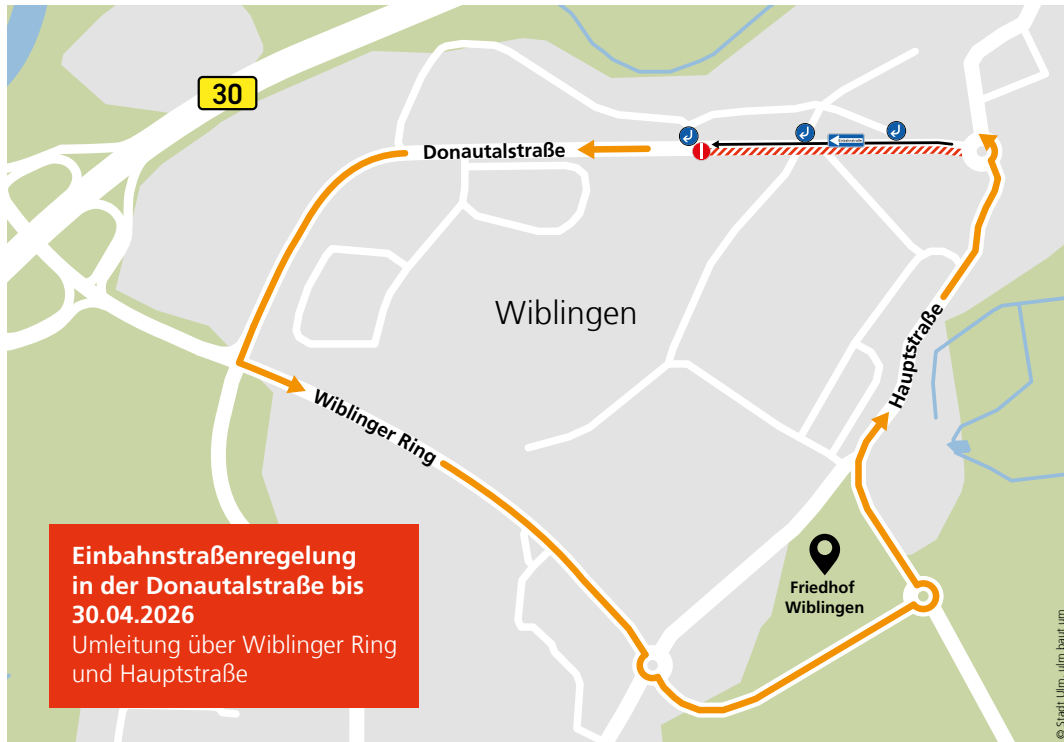 30
Donautalstraße
Einbahnstraße
Wiblingen
Hauptstraße
Wiblinger Ring
Einbahnstraßenregelung
in der Donautalstraße bis
30.04.2026
Umleitung über Wiblinger Ring
und Hauptstraße
Friedhof
Wiblingen
© Stadt Ulm, ulm baut um